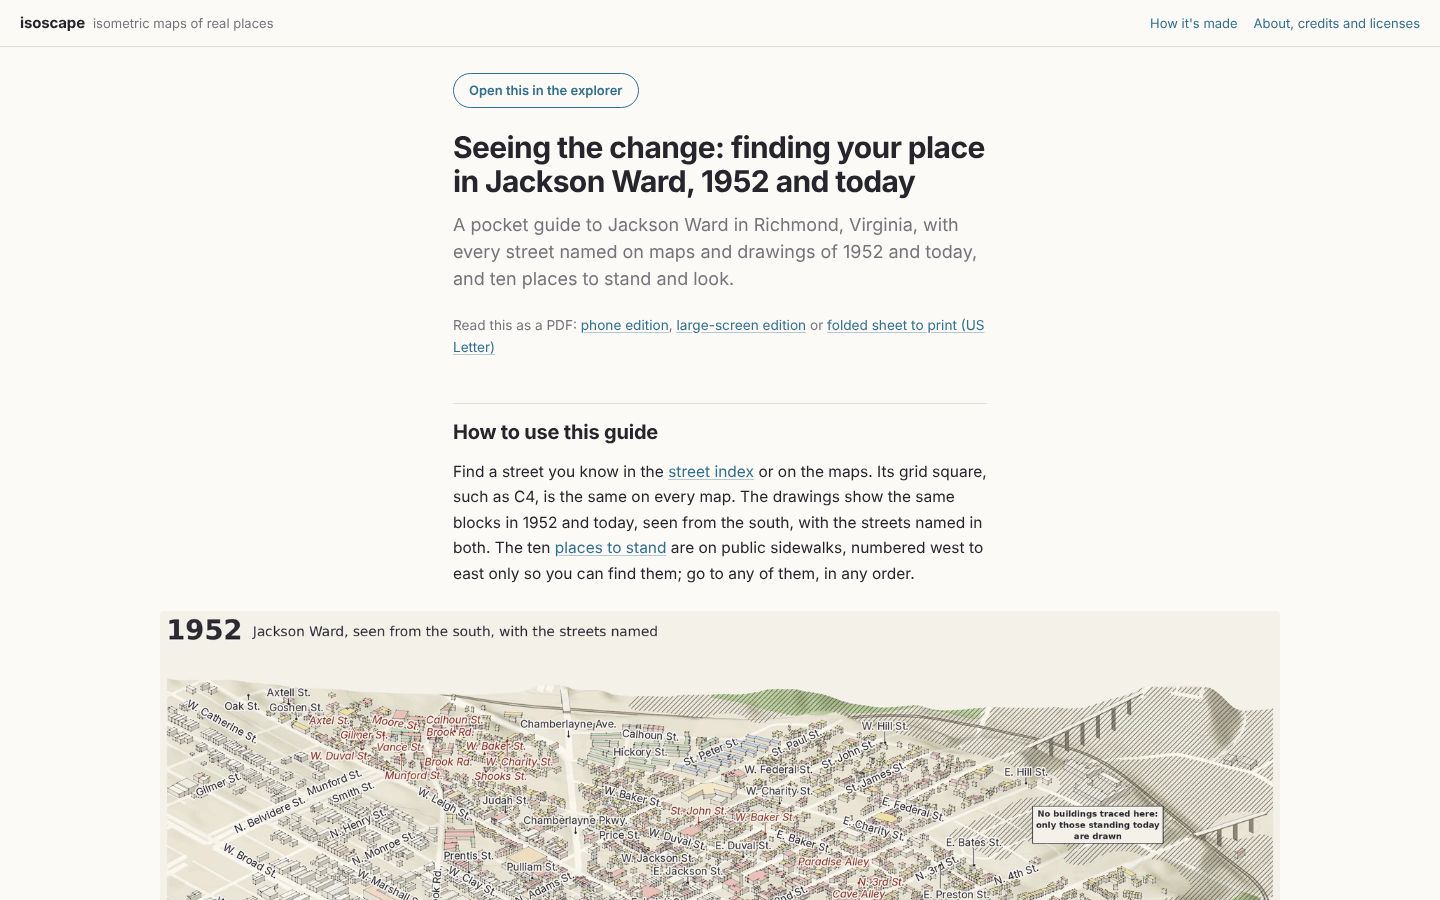 isoscape isometric maps of real places
How it's made
About, credits and licenses
Open this in the explorer
Seeing the change: finding your place
in Jackson Ward, 1952 and today
A pocket guide to Jackson Ward in Richmond, Virginia, with
every street named on maps and drawings of 1952 and today,
and ten places to stand and look.
Read this as a PDF: phone edition, large-screen edition or folded sheet to print (US
Letter)
How to use this guide
Find a street you know in the street index or on the maps. Its grid square,
such as C4, is the same on every map. The drawings show the same
blocks in 1952 and today, seen from the south, with the streets named in
both. The ten places to stand are on public sidewalks, numbered west to
east only so you can find them; go to any of them, in any order.
1952 Jackson Ward, seen from the south, with the streets named
Axtell St.
Oak St.
Goshen St.
W. Catherine St.
Axtel St.
Moore St.
Calhoun St.
Gilmer St.
Brook Rd.
Vance St.
W. Baker St.
W. Duval St.
Brook Rd.
W. Charity St.
Munford St.
Shooks St.
Chamberlayne Ave.
Calhoun St.
Hickory St.
St. Peter St.
St. Paul St.
W. Hill St.
St. John St.
W. Federal St.
St. James St.
E. Hill St.
Gilmer St.
Munford St.
Smith St.
N. Belvidere St.
W. Leigh St.
Judah St.
W. Baker St.
W. Charity St.
St. John St.
W. Baker St.
E. Federal St.
E. Charity St.
No buildings traced here:
only those standing today
are drawn
N. Henry St.
Chamberlayne Pkwy.
Price St.
W. Duval St.
E. Duval St.
E. Baker St.
E. Bates St.
N. Monroe St.
Prentis St.
W. Jackson St.
E. Jackson St.
Paradise Alley
W. Broad St.
W. Marshall St.
W. Clay St.
Pulliam St.
Adams St.
N. 3rd St.
Cave Alley
N. 3rd St.
N. 4th St.
E. Preston St.